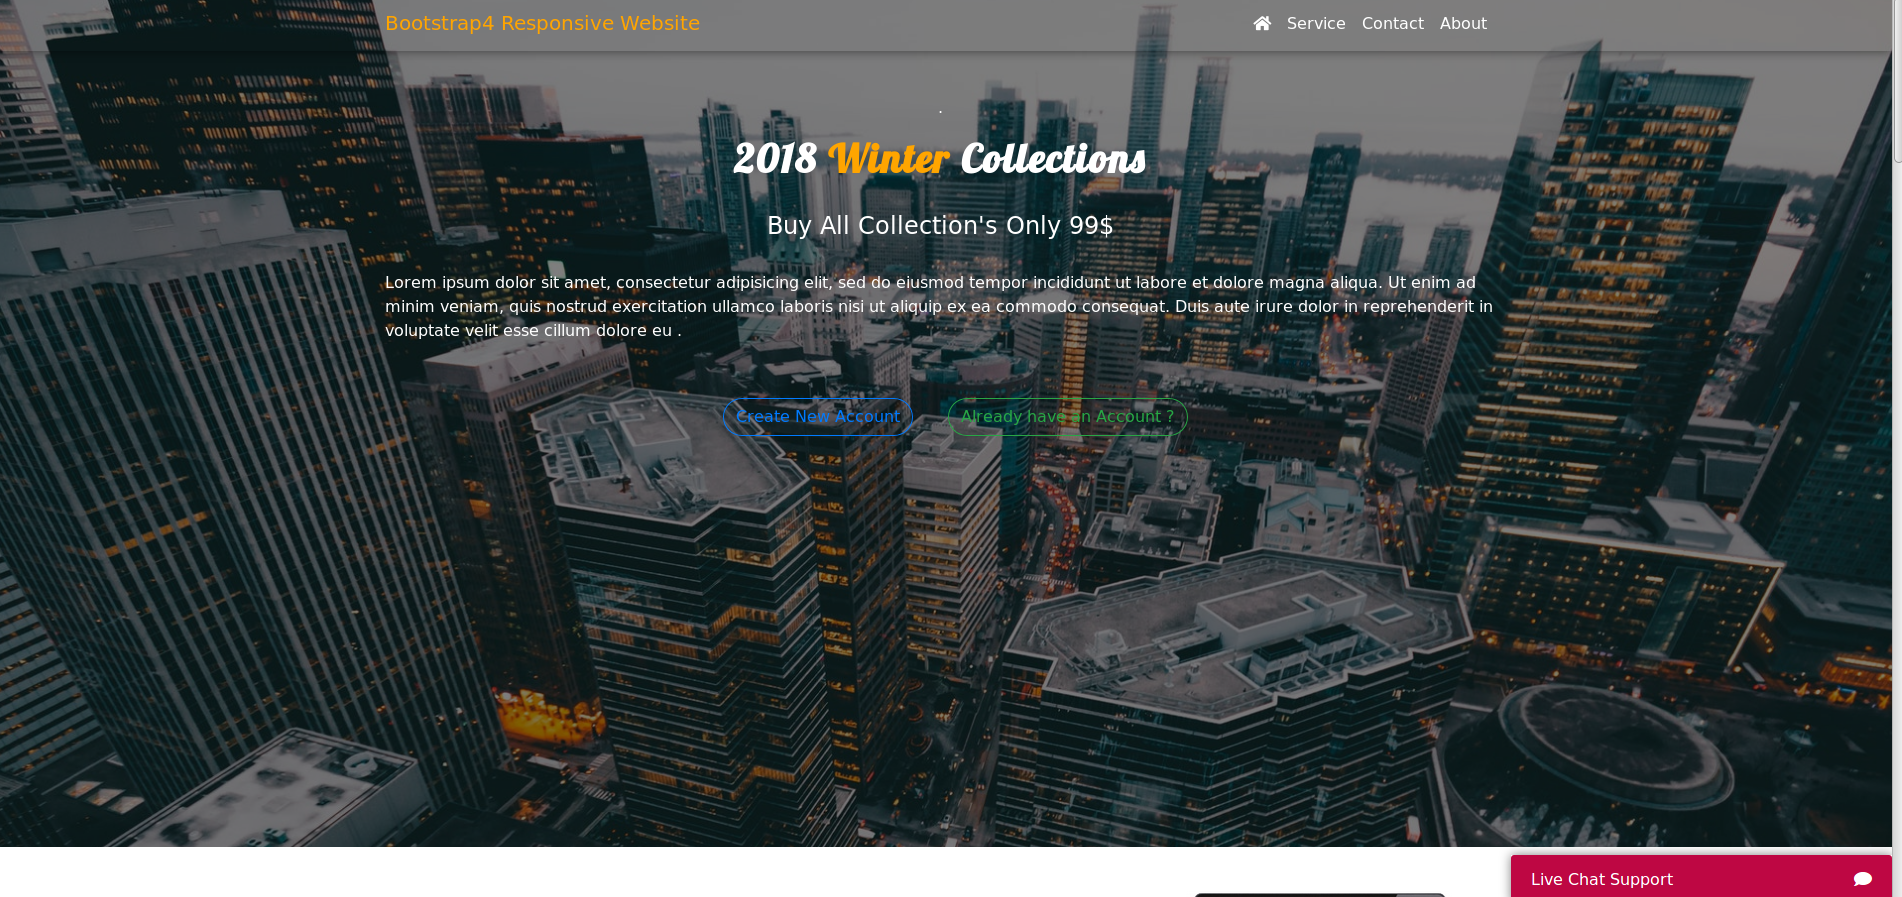 Bootstrap4 Responsive Website
Service Contact About
.
2018 Winter Collections
Buy All Collection's Only 99$
Lorem ipsum dolor sit amet, consectetur adipisicing elit, sed do eiusmod tempor incididunt ut labore et dolore magna aliqua. Ut enim ad
minim veniam, quis nostrud exercitation ullamco laboris nisi ut aliquip ex ea commodo consequat. Duis aute irure dolor in reprehenderit in
voluptate velit esse cillum dolore eu .
Create New Account
Already have an Account ?
Live Chat Support